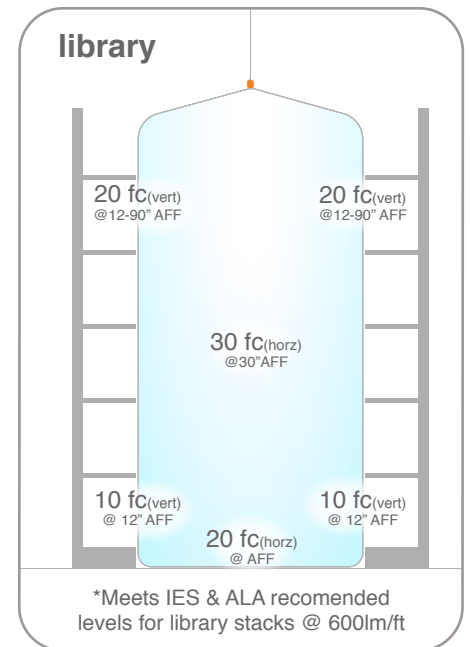 library
20 fc(vert)
@12-90” AFF
20 fc(vert)
@12-90” AFF
30 fc(horz)
@30”AFF
10 fc(vert)
@ 12” AFF
10 fc(vert)
@ 12” AFF
20 fc(horz)
@ AFF
*Meets IES & ALA recomended
levels for library stacks @ 600lm/ft